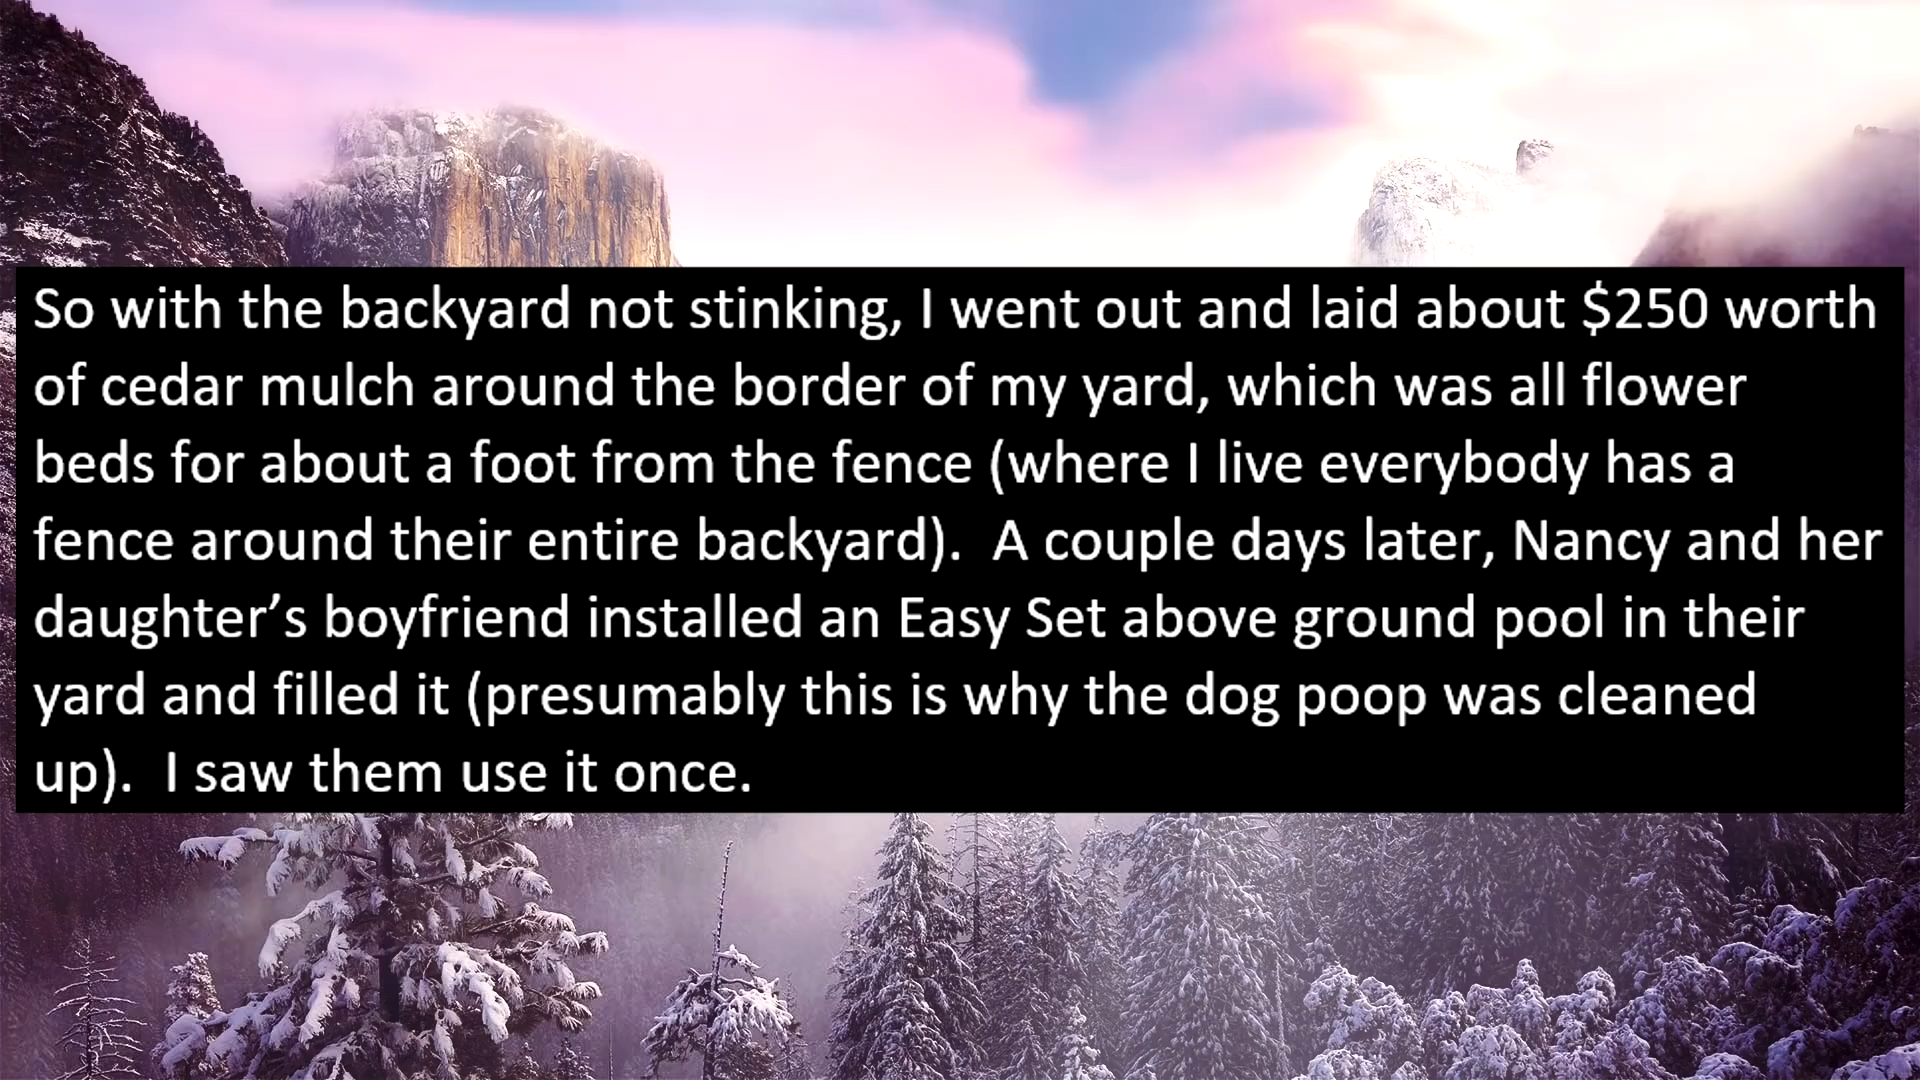 So with the backyard not stinking, I went out and laid about $250 worth
of cedar mulch around the border of my yard, which was all flower
beds for about a foot from the fence (where I live everybody has a
fence around their entire backyard).  A couple days later, Nancy and her
daughter’s boyfriend installed an Easy Set above ground pool in their
yard and filled it (presumably this is why the dog poop was cleaned
up).  I saw them use it once.